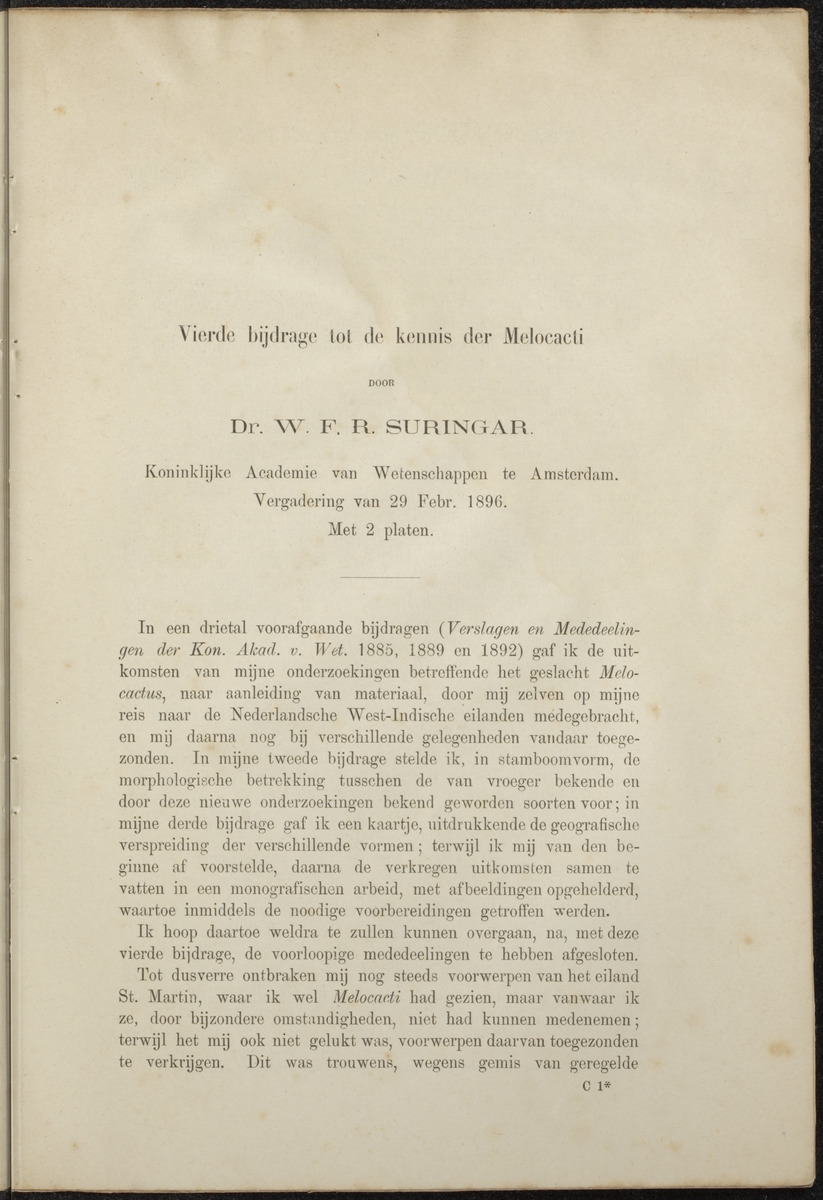 Vierde bijdrage tot de kennis der Melocacti
DOOR
Dr. W. F. R. SURINGAR.
Koninklijke Academie van Wetenschappen te Amsterdam.
Vergadering van 29 Febr. 1896.
Met 2 platen.
In een drietal voorafgaande bijdragen (Verslagen en Mededeelin-
gen der Kon. Akad. v. Wet. 1885, 1889 en 1892) gaf ik de uit-
komsten van mijne onderzoekingen betreffende het geslacht Melo-
cactus, naar aanleiding van materiaal, door mij zelven op mijne
reis naar de Nederlandsche West-Indische eilanden medegebracht,
en mij daarna nog bij verschillende gelegenheden vandaar toege-
zonden. In mijne tweede bijdrage stelde ik, in stamboomvorm, de
morphologische betrekking tusschen de van vroeger bekende en
door deze nieuwe onderzoekingen bekend geworden soorten voor; in
mijne derde bijdrage gaf ik een kaartje, uitdrukkende de geografische
verspreiding der verschillende vormen; terwijl ik mij van den be-
ginne af voorstelde, daarna de verkregen uitkomsten samen te
vatten in een monografischen arbeid, met afbeeldingen opgehelderd,
waartoe inmiddels de noodige voorbereidingen getroffen werden.
Ik hoop daartoe weldra te zullen kunnen overgaan, na, met deze
vierde bijdrage, de voorloopige mededeelingen te hebben afgesloten.
Tot dusverre ontbraken mij nog steeds voorwerpen van het eiland
St. Martin, waar ik wel Melocacti had gezien, maar vanwaar ik
ze, door bijzondere omstandigheden, niet had kunnen medenemen;
terwijl het mij ook niet gelukt was, voorwerpen daarvan toegezonden
te verkrijgen. Dit was trouwens, wegens gemis van geregelde
C 1*